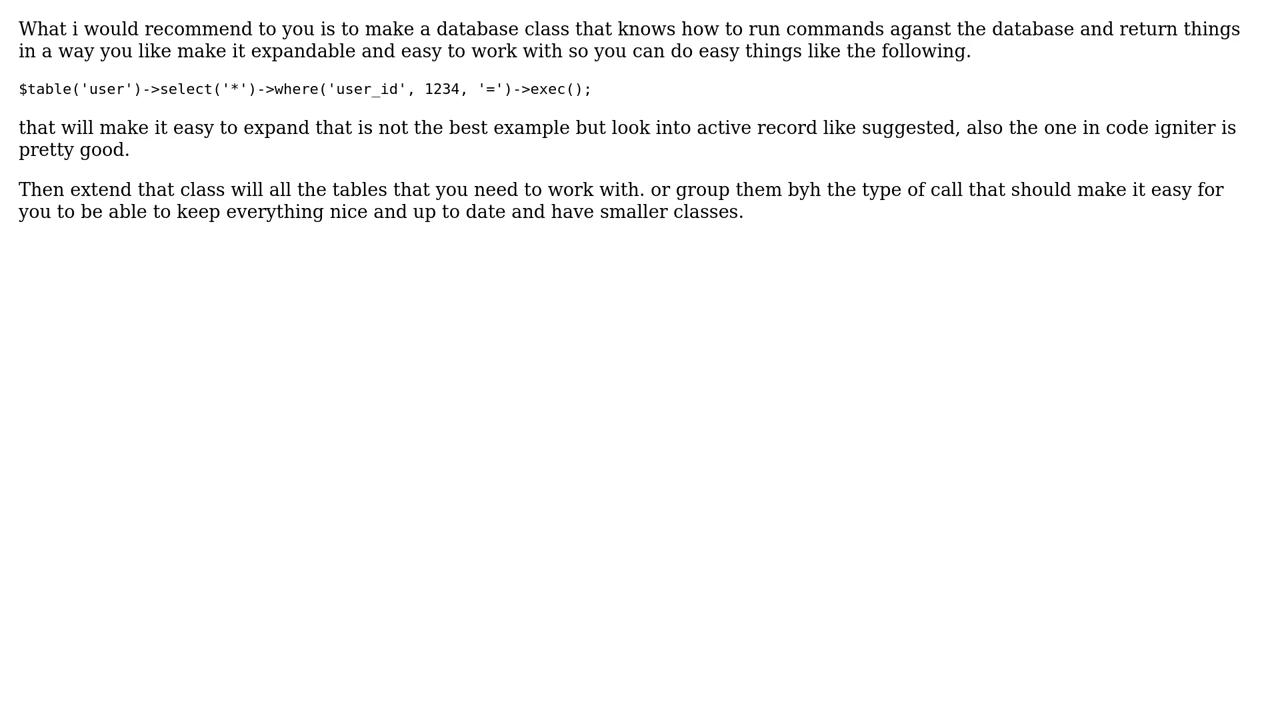 What i would recommend to you is to make a database class that knows how to run commands aganst the database and return things
in a way you like make it expandable and easy to work with so you can do easy things like the following.
$table('user')->select('*')->where('user_id', 1234, '=')->exec();
that will make it easy to expand that is not the best example but look into active record like suggested, also the one in code igniter is
pretty good.
Then extend that class will all the tables that you need to work with. or group them byh the type of call that should make it easy for
you to be able to keep everything nice and up to date and have smaller classes.